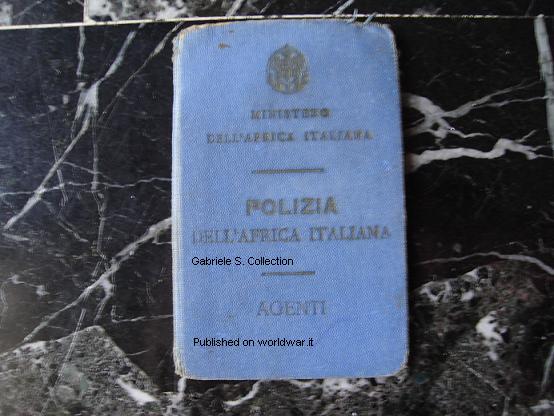 MINISTERO
DELL'AFRICA ITALIANA
POLIZIA
DELL'AFRICA ITALIANA
Gabriele S. Collection
AGENTI
Published on worldwar.it